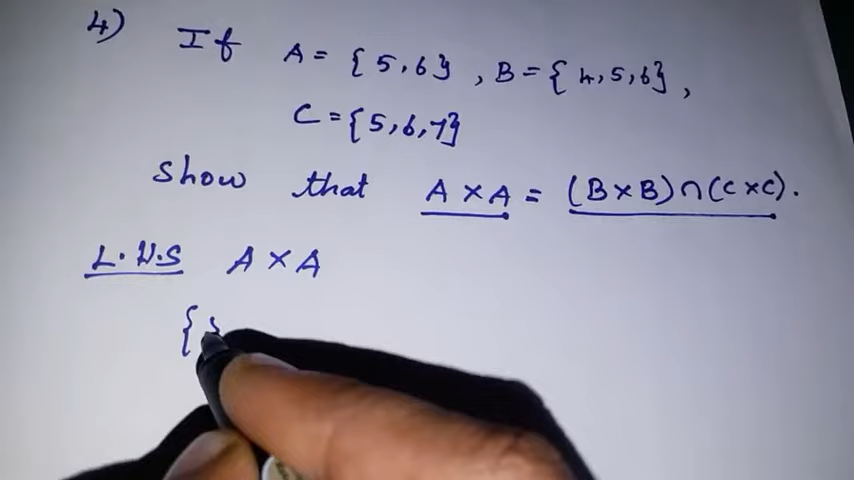 4) If A = {5,6}, B = {4,5,6},
C = {5,6,7}
show that A × A = (B × B) ∩ (C × C).
L.H.S A × A
{